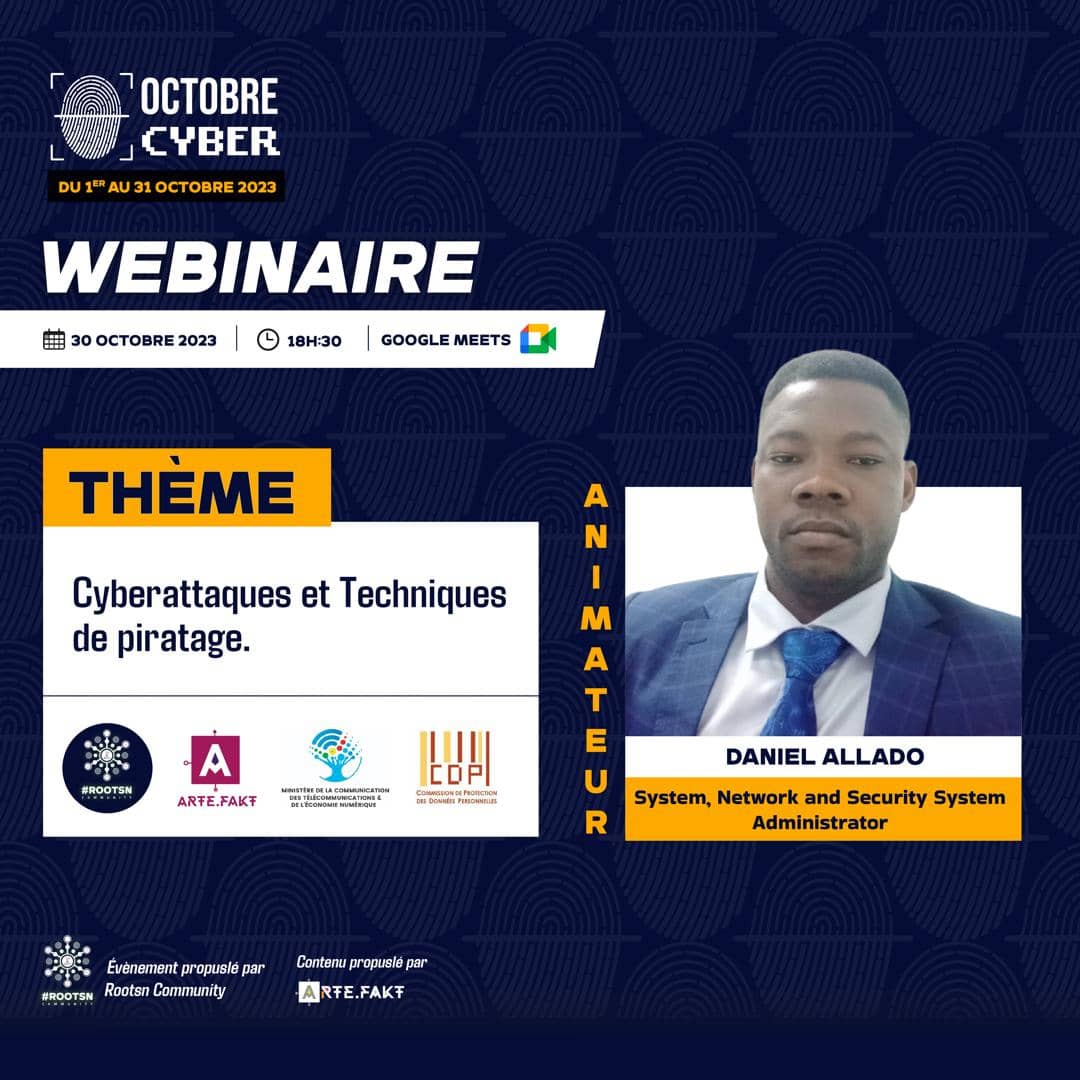 OCTOBRE
CYBER
DU 1ER AU 31 OCTOBRE 2023
WEBINAIRE
30 OCTOBRE 2023
18H:30
GOOGLE MEETS
THÈME
Cyberattaques et Techniques
de piratage.
#ROOTSN
COMMUNITY
A
ARTE.FAKT
MINISTÈRE DE LA COMMUNICATION
DES TÉLÉCOMMUNICATIONS &
DE L'ÉCONOMIE NUMÉRIQUE
CDP
COMMISSION DE PROTECTION
DES DONNÉES PERSONNELLES
ANIMATEUR
DANIEL ALLADO
System, Network and Security System
Administrator
#ROOTSN
COMMUNITY
Évènement propuslé par
Rootsn Community
Contenu propuslé par
ARTE.FAKT